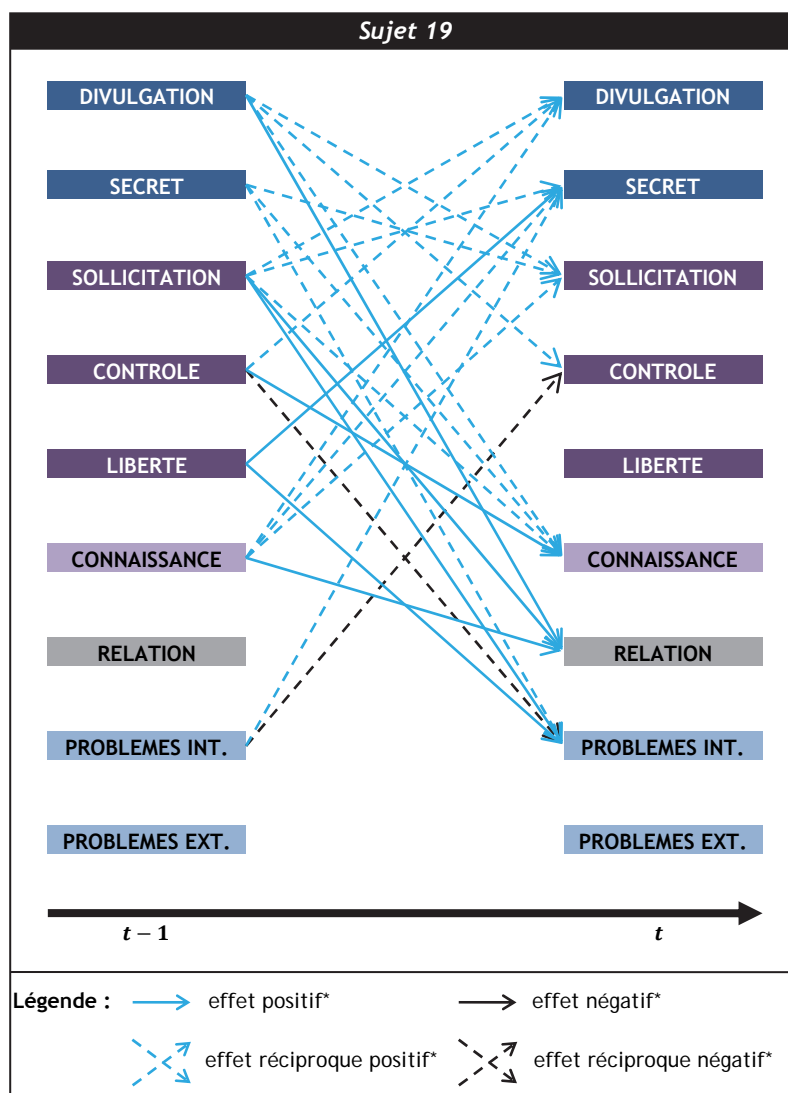 Sujet 19
DIVULGATION DIVULGATION
SECRET SECRET
SOLLICITATION SOLLICITATION
CONTROLE CONTROLE
LIBERTE LIBERTE
CONNAISSANCE CONNAISSANCE
RELATION RELATION
PROBLEMES INT. PROBLEMES INT.
PROBLEMES EXT. PROBLEMES EXT.
t − 1 t
Légende : effet positif* effet négatif*
effet réciproque positif* effet réciproque négatif*